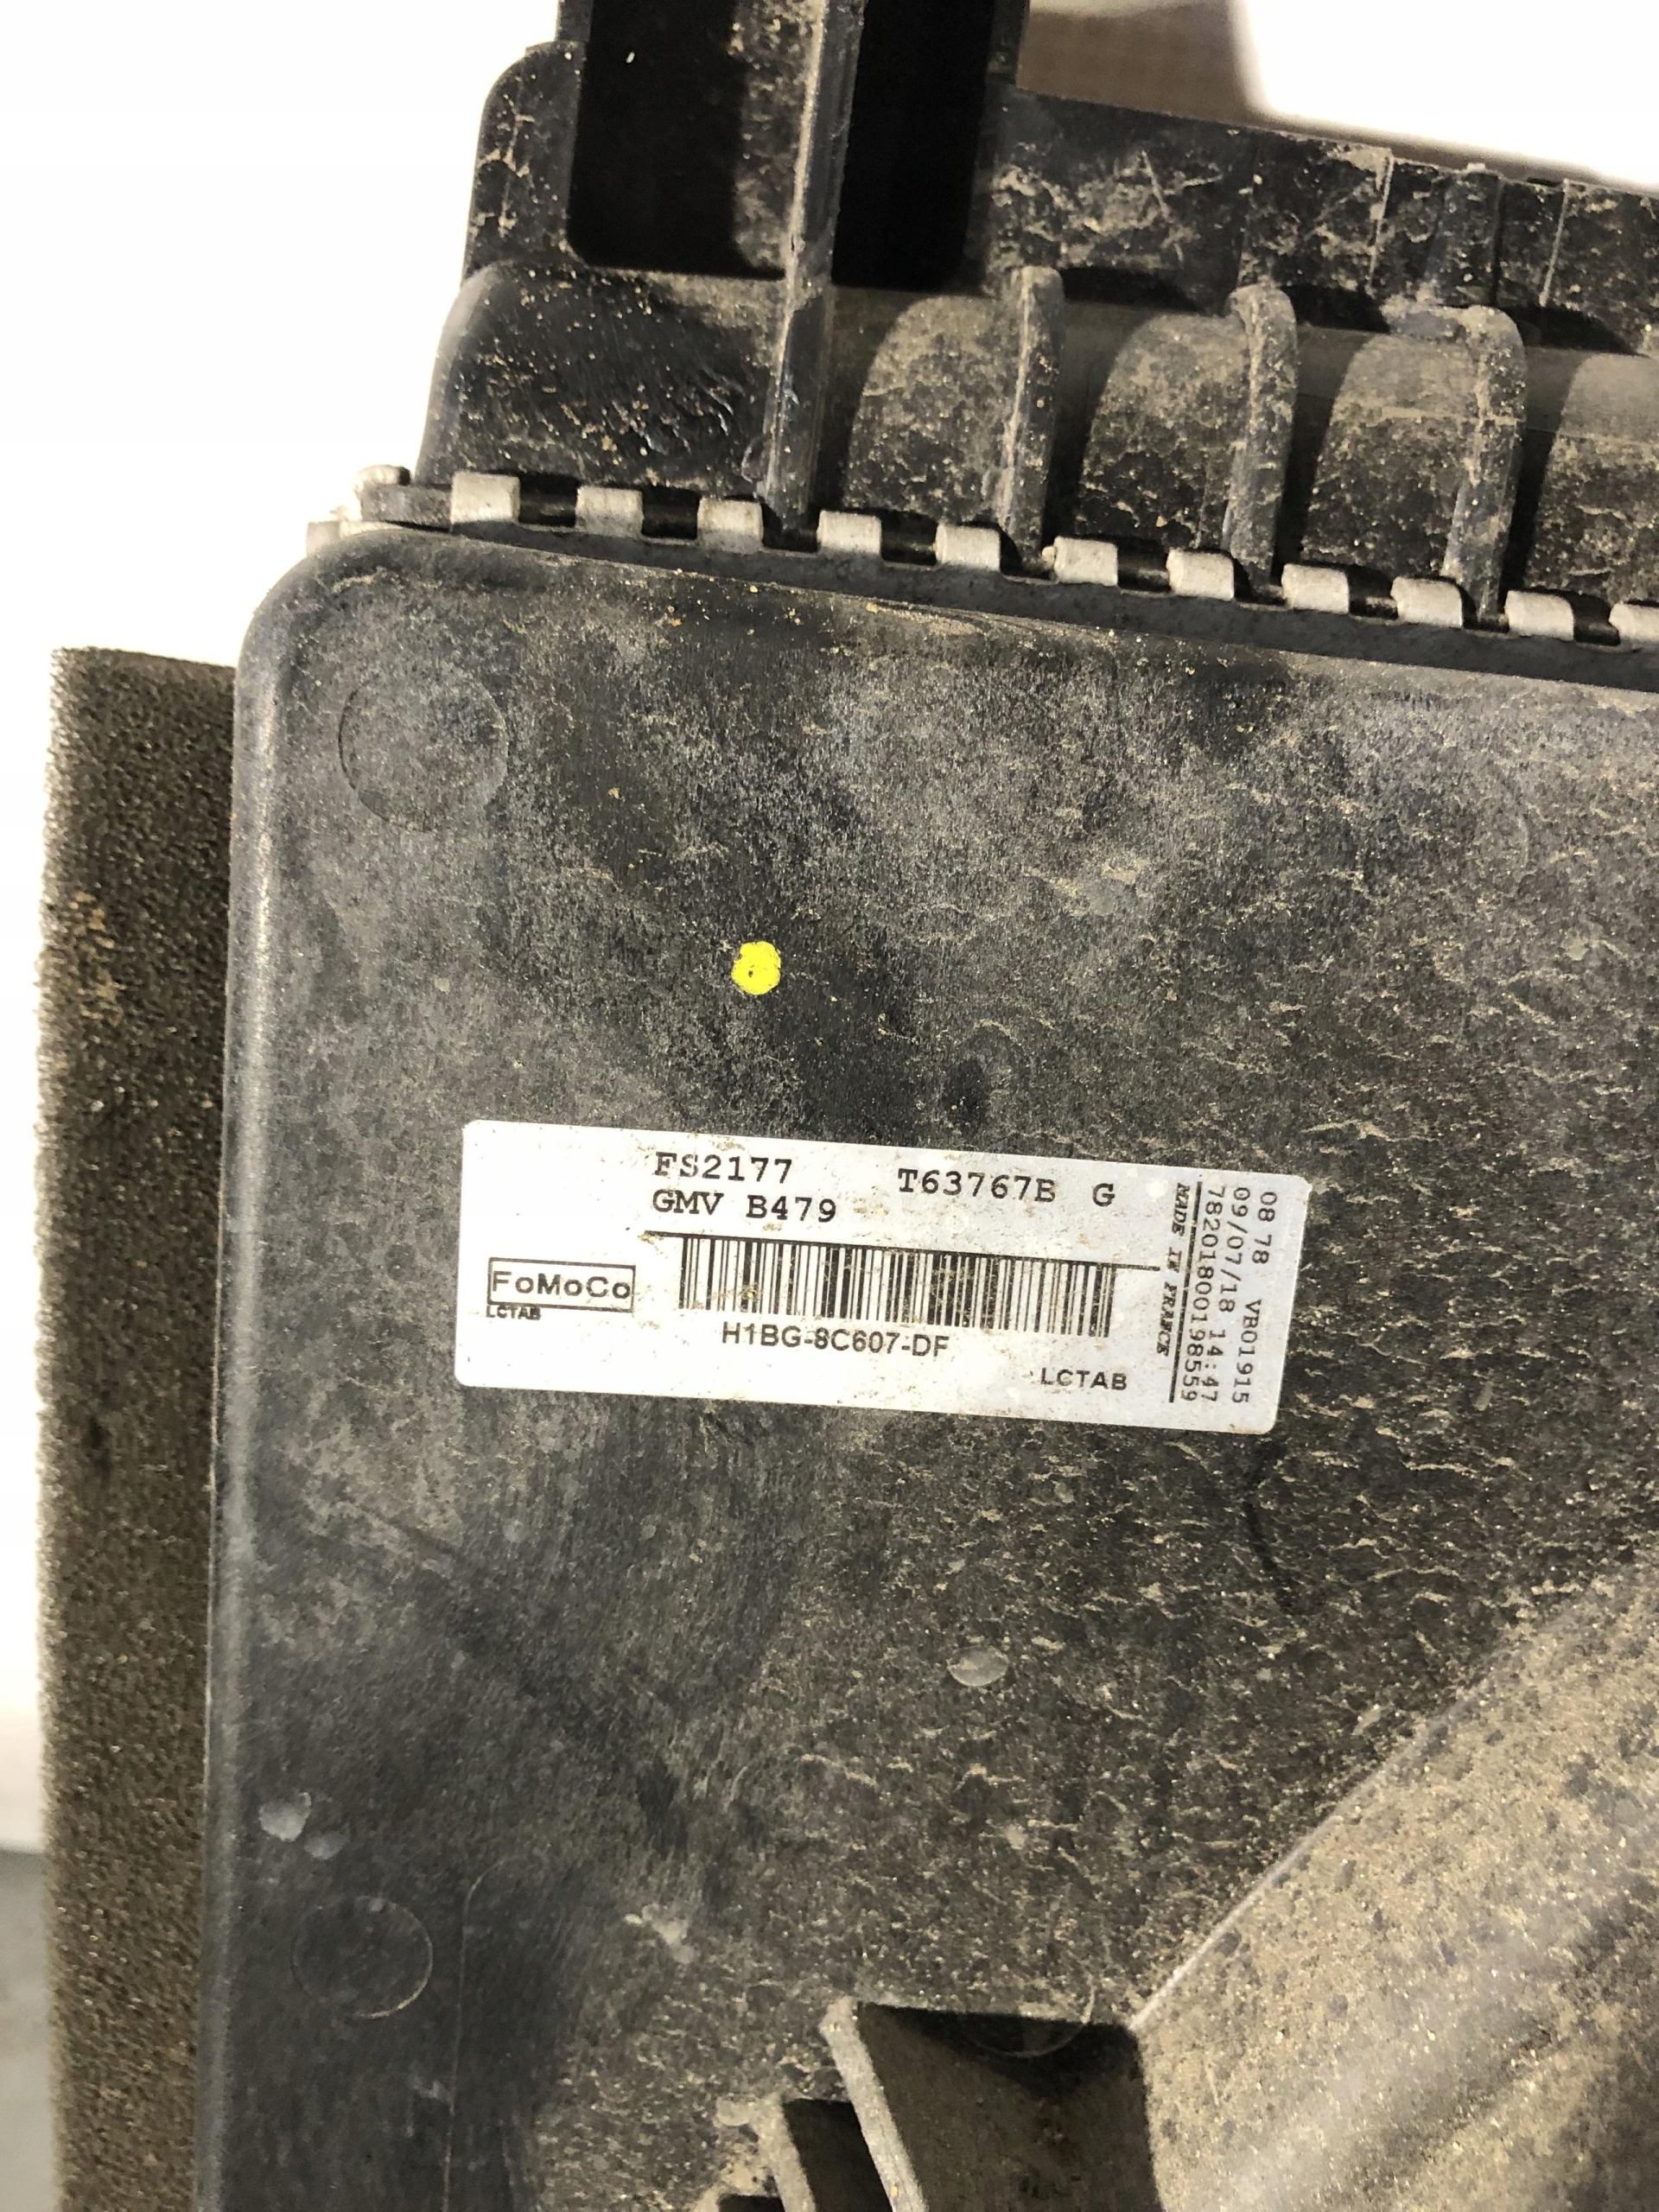 FS2177 T63767B G
GMV B479
FoMoCo
LCTAB
H1BG-8C607-DF
LCTAB
MADE IN FRANCE
78201800198559
09/07/18 14:47
08 78 VB01915